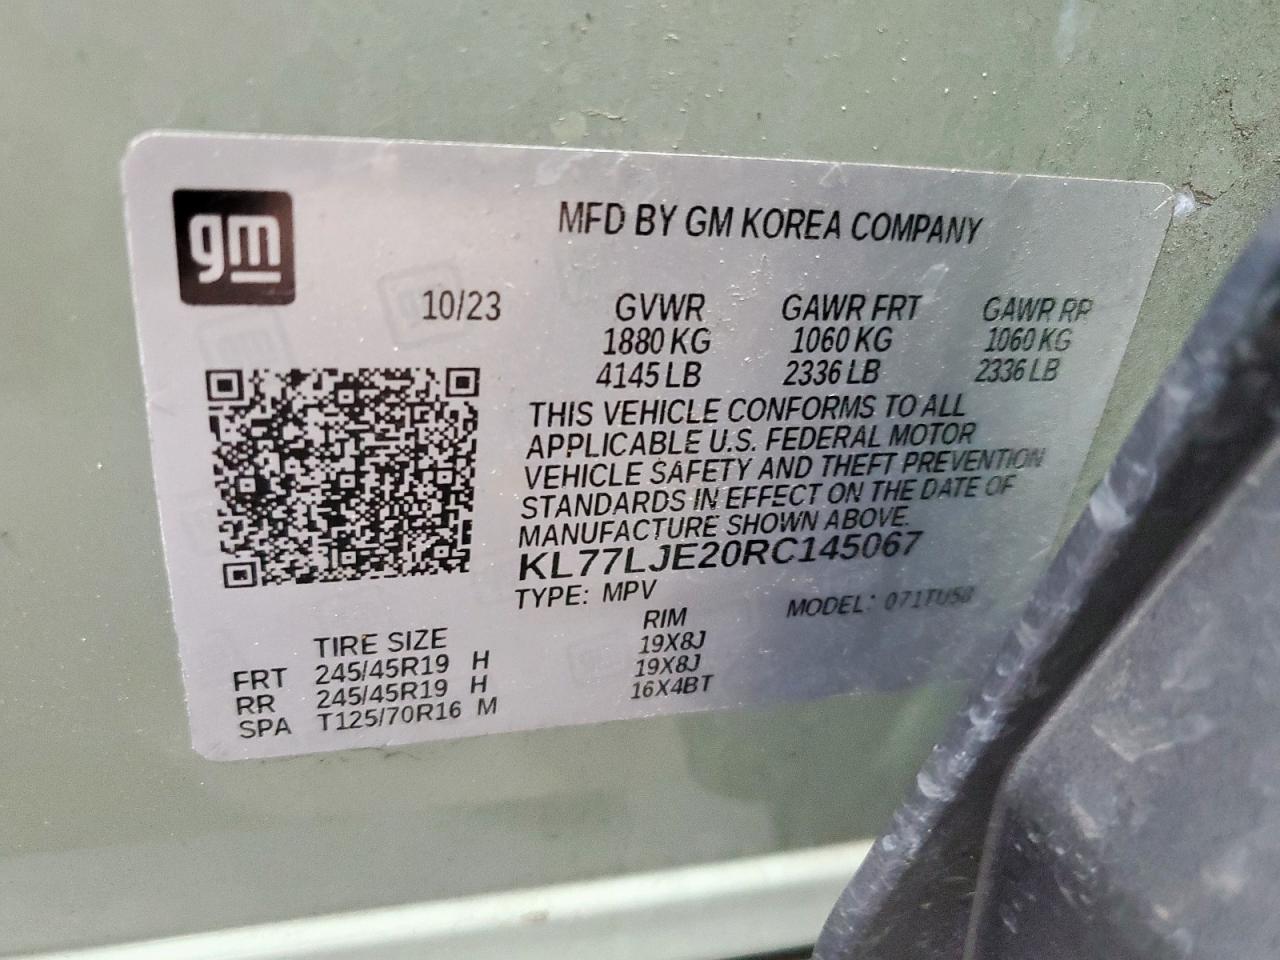 gm
MFD BY GM KOREA COMPANY
10/23 GVWR GAWR FRT GAWR RR
1880 KG 1060 KG 1060 KG
4145 LB 2336 LB 2336 LB
THIS VEHICLE CONFORMS TO ALL
APPLICABLE U.S. FEDERAL MOTOR
VEHICLE SAFETY AND THEFT PREVENTION
STANDARDS IN EFFECT ON THE DATE OF
MANUFACTURE SHOWN ABOVE.
KL77LJE20RC145067
TYPE: MPV MODEL:
TIRE SIZE RIM
FRT 245/45R19 H 19X8J
RR 245/45R19 H 19X8J
SPA T125/70R16 M 16X4BT